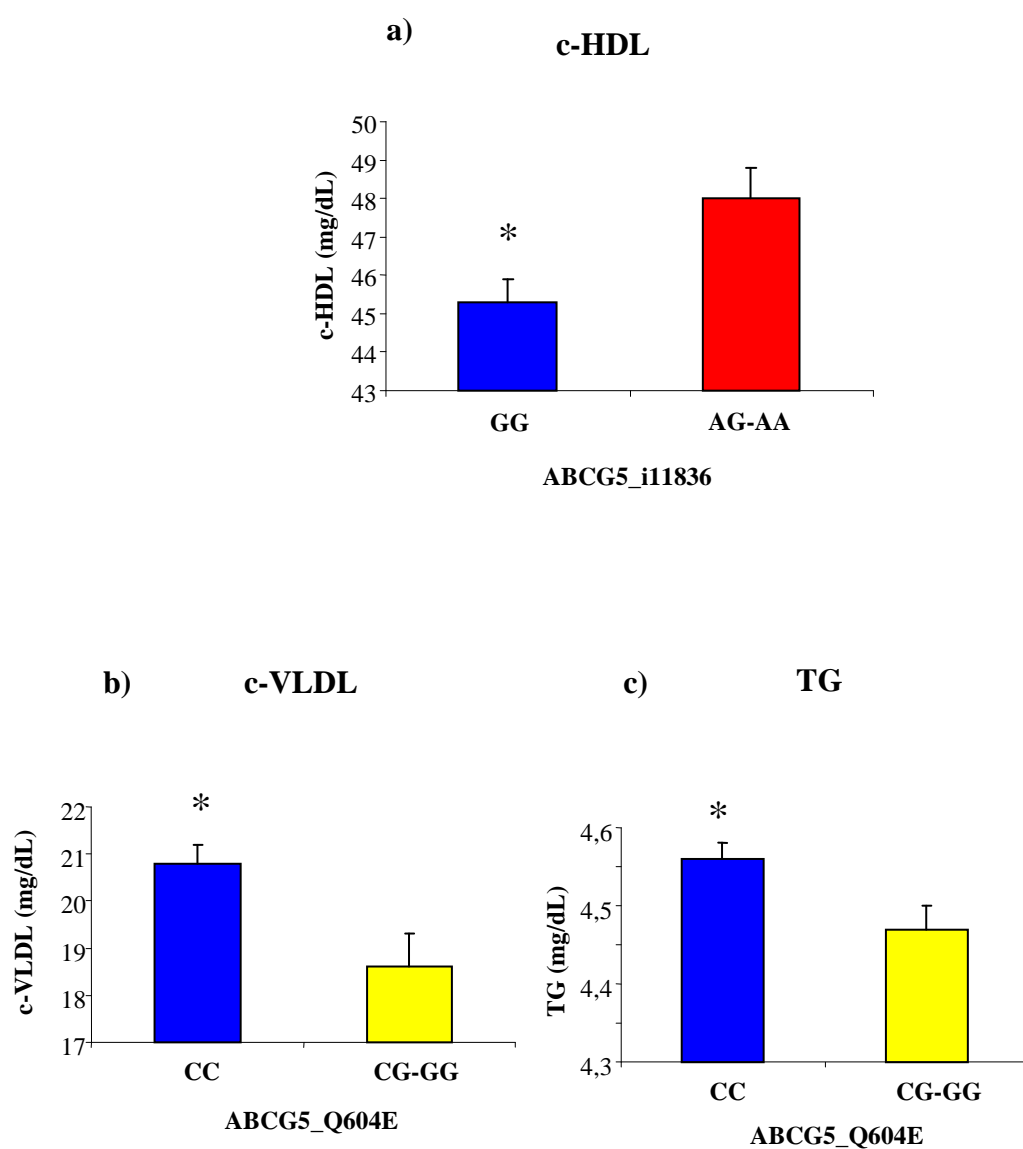 a)
c-HDL
50
49
48
47
46
45
44
43
c-HDL (mg/dL)
*
GG AG-AA
ABCG5_i11836
b) c-VLDL
22
21
20
19
18
17
c-VLDL (mg/dL)
*
CC CG-GG
ABCG5_Q604E
c) TG
4,6
4,5
4,4
4,3
TG (mg/dL)
*
CC CG-GG
ABCG5_Q604E